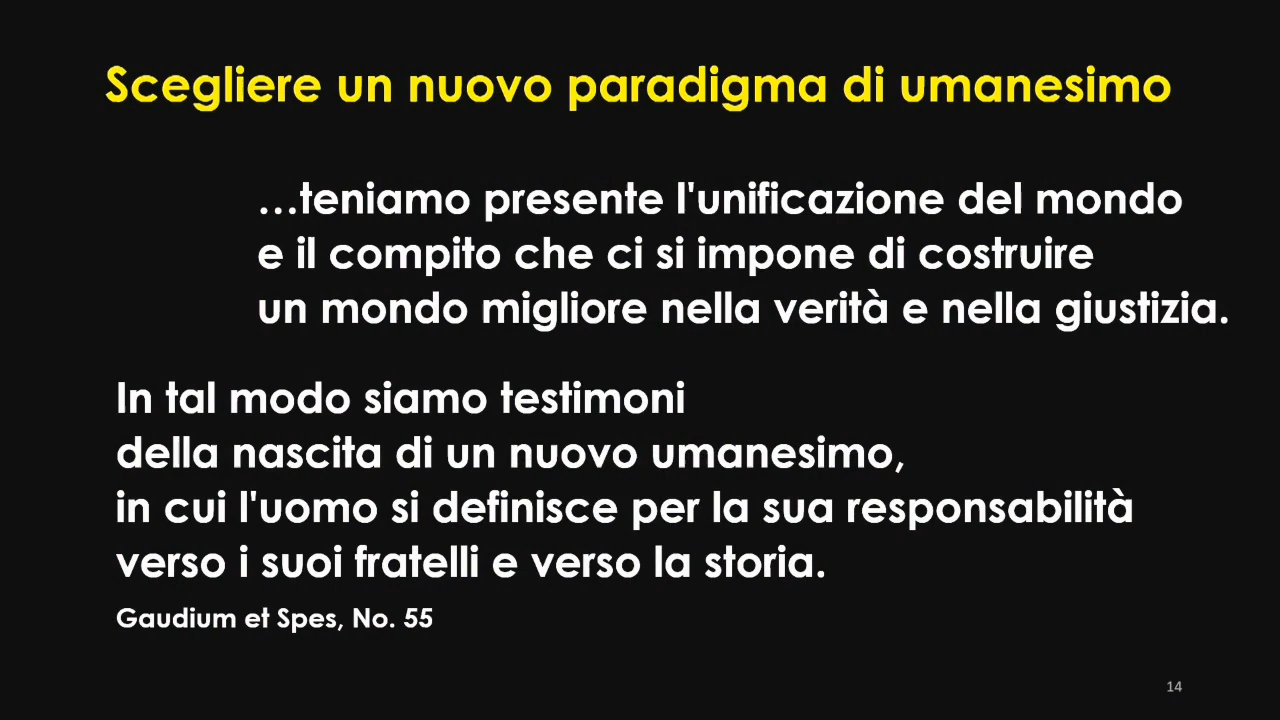 Scegliere un nuovo paradigma di umanesimo
…teniamo presente l'unificazione del mondo
e il compito che ci si impone di costruire
un mondo migliore nella verità e nella giustizia.
In tal modo siamo testimoni
della nascita di un nuovo umanesimo,
in cui l'uomo si definisce per la sua responsabilità
verso i suoi fratelli e verso la storia.
Gaudium et Spes, No. 55
14